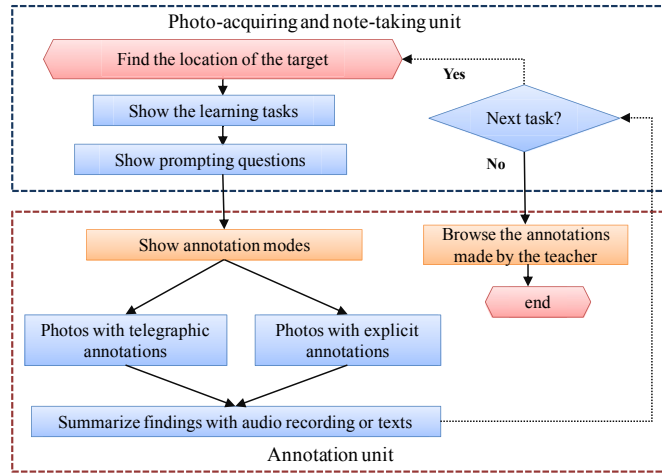 Photo-acquiring and note-taking unit
Find the location of the target
Yes
Show the learning tasks
Next task?
Show prompting questions
No
Show annotation modes
Browse the annotations
made by the teacher
end
Photos with telegraphic
annotations
Photos with explicit
annotations
Summarize findings with audio recording or texts
Annotation unit